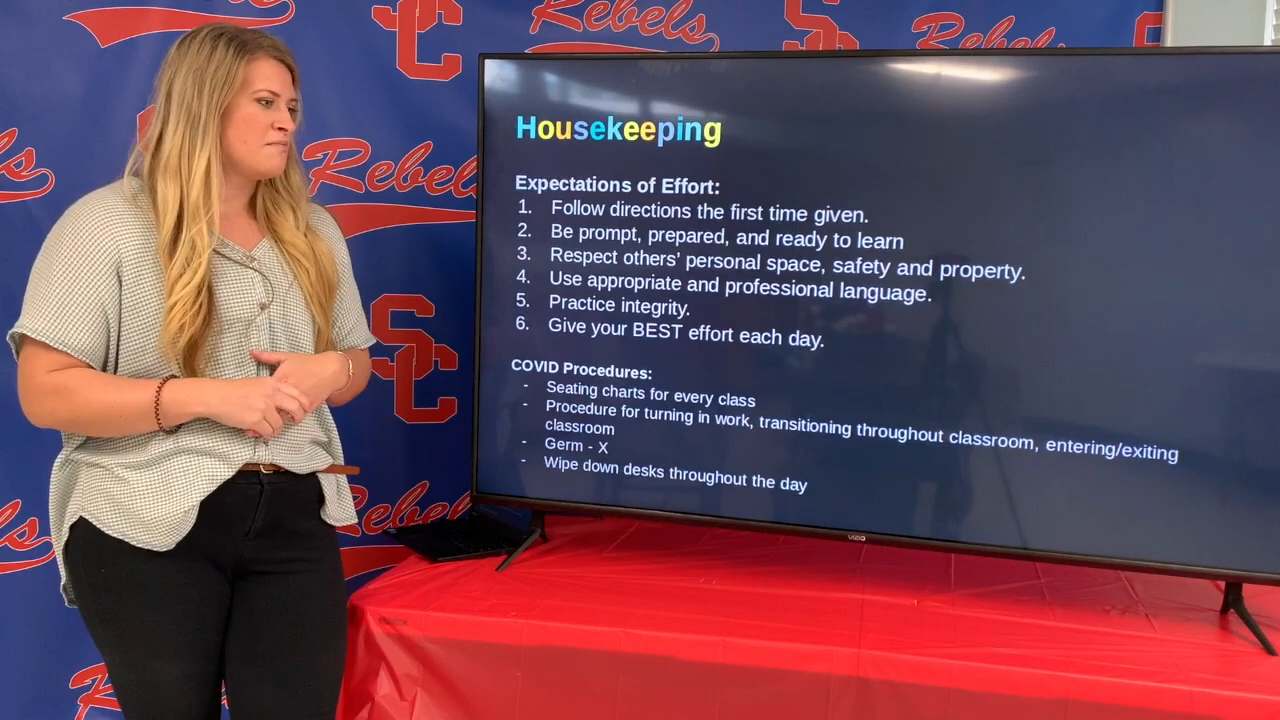 Rebels
SC
Rebels
SC
Rebels
Housekeeping
Expectations of Effort:
1. Follow directions the first time given.
2. Be prompt, prepared, and ready to learn
3. Respect others' personal space, safety and property.
4. Use appropriate and professional language.
5. Practice integrity.
6. Give your BEST effort each day.
COVID Procedures:
- Seating charts for every class
- Procedure for turning in work, transitioning throughout classroom, entering/exiting
classroom
- Germ - X
- Wipe down desks throughout the day
VIZIO
Rebels
SC
Rebels